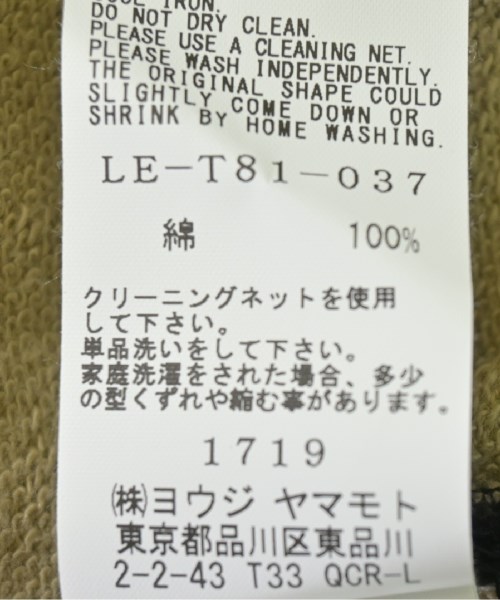 IRON.
DO NOT DRY CLEAN.
PLEASE USE A CLEANING NET.
PLEASE WASH INDEPENDENTLY.
THE ORIGINAL SHAPE COULD
SLIGHTLY COME DOWN OR
SHRINK BY HOME WASHING.
LE-T81-037
綿 100%
クリーニングネットを使用
して下さい。
単品洗いをして下さい。
家庭洗濯をされた場合、多少
の型くずれや縮む事があります。
1719
㈱ヨウジ ヤマモト
東京都品川区東品川
2-2-43 T33 QCR-L